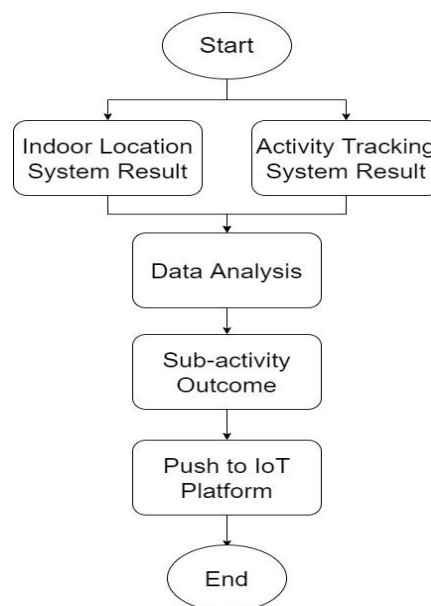 Start
Indoor Location
System Result
Activity Tracking
System Result
Data Analysis
Sub-activity
Outcome
Push to IoT
Platform
End